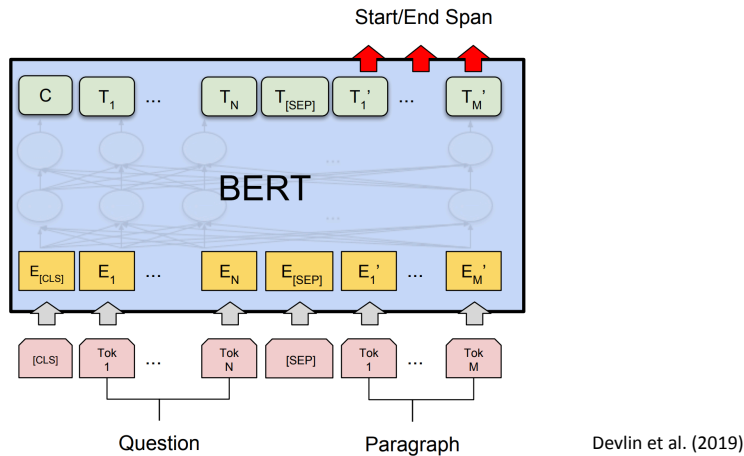 Start/End Span
C T1 ... TN T[SEP] T1' ... TM'
...
BERT
...
E[CLS] E1 ... EN E[SEP] E1' ... EM'
[CLS] Tok 1 ... Tok N [SEP] Tok 1 ... Tok M
Question Paragraph Devlin et al. (2019)